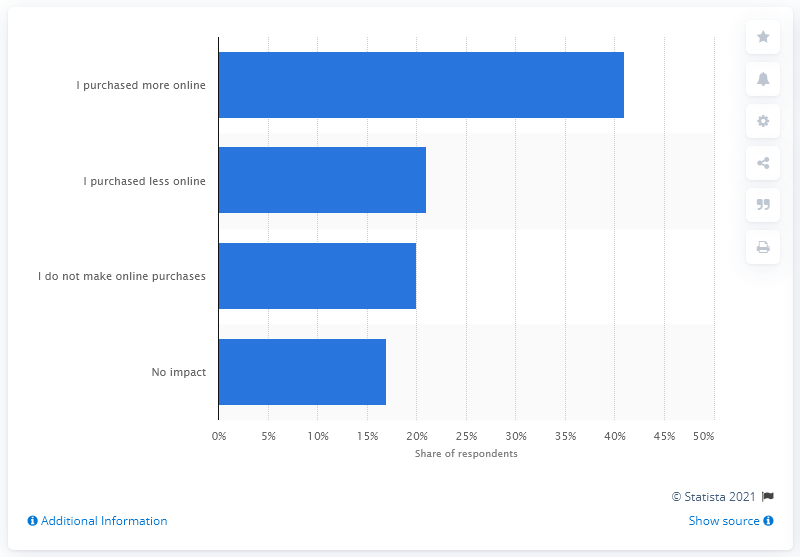 I purchased more online
I purchased less online
I do not make online purchases
No impact
0% 5% 10% 15% 20% 25% 30% 35% 40% 45% 50%
Share of respondents
© Statista 2021
Additional Information
Show source